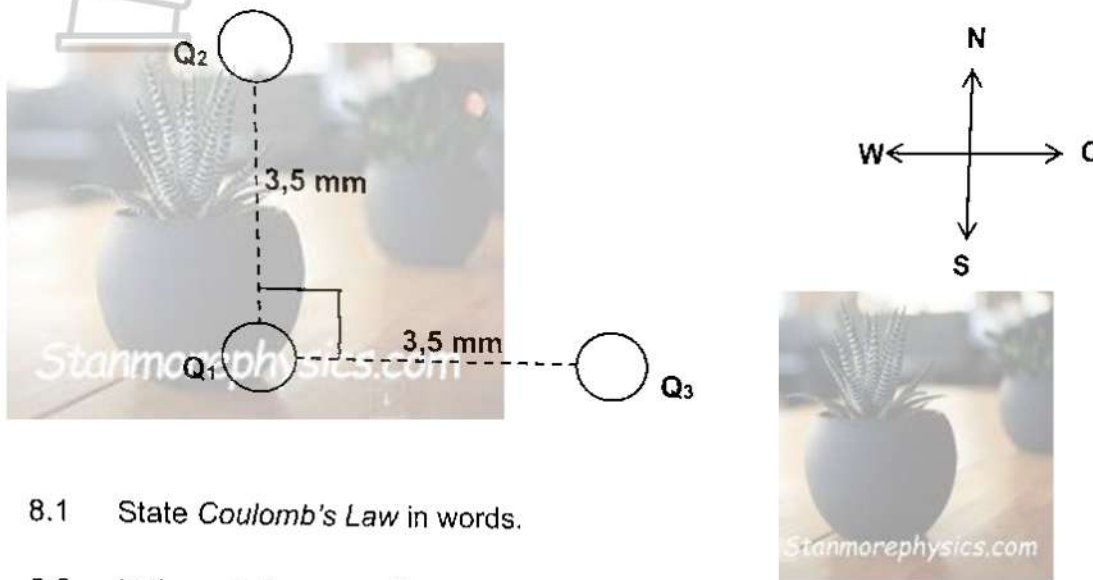 N
Q₂
W
3,5 mm
S
3,5 mm
Stanmorephysics.com
Q₁
Q₃
8.1 State Coulomb's Law in words.
Stanmorephysics.com